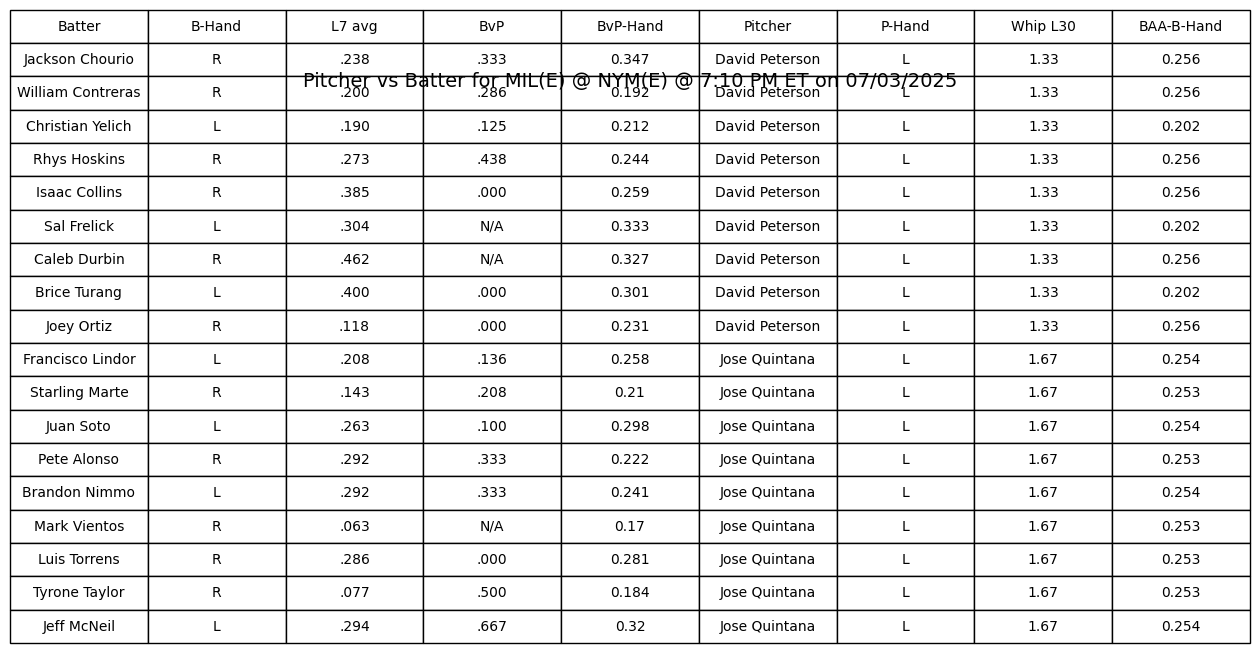 Batter B-Hand L7 avg BvP BvP-Hand Pitcher P-Hand Whip L30 BAA-B-Hand
Jackson Chourio R .238 .333 0.347 David Peterson L 1.33 0.256
Pitcher vs Batter for MIL(E) @ NYM(E) @ 7:10 PM ET on 07/03/2025
William Contreras R .200 .286 0.192 David Peterson L 1.33 0.256
Christian Yelich L .190 .125 0.212 David Peterson L 1.33 0.202
Rhys Hoskins R .273 .438 0.244 David Peterson L 1.33 0.256
Isaac Collins R .385 .000 0.259 David Peterson L 1.33 0.256
Sal Frelick L .304 N/A 0.333 David Peterson L 1.33 0.202
Caleb Durbin R .462 N/A 0.327 David Peterson L 1.33 0.256
Brice Turang L .400 .000 0.301 David Peterson L 1.33 0.202
Joey Ortiz R .118 .000 0.231 David Peterson L 1.33 0.256
Francisco Lindor L .208 .136 0.258 Jose Quintana L 1.67 0.254
Starling Marte R .143 .208 0.21 Jose Quintana L 1.67 0.253
Juan Soto L .263 .100 0.298 Jose Quintana L 1.67 0.254
Pete Alonso R .292 .333 0.222 Jose Quintana L 1.67 0.253
Brandon Nimmo L .292 .333 0.241 Jose Quintana L 1.67 0.254
Mark Vientos R .063 N/A 0.17 Jose Quintana L 1.67 0.253
Luis Torrens R .286 .000 0.281 Jose Quintana L 1.67 0.253
Tyrone Taylor R .077 .500 0.184 Jose Quintana L 1.67 0.253
Jeff McNeil L .294 .667 0.32 Jose Quintana L 1.67 0.254